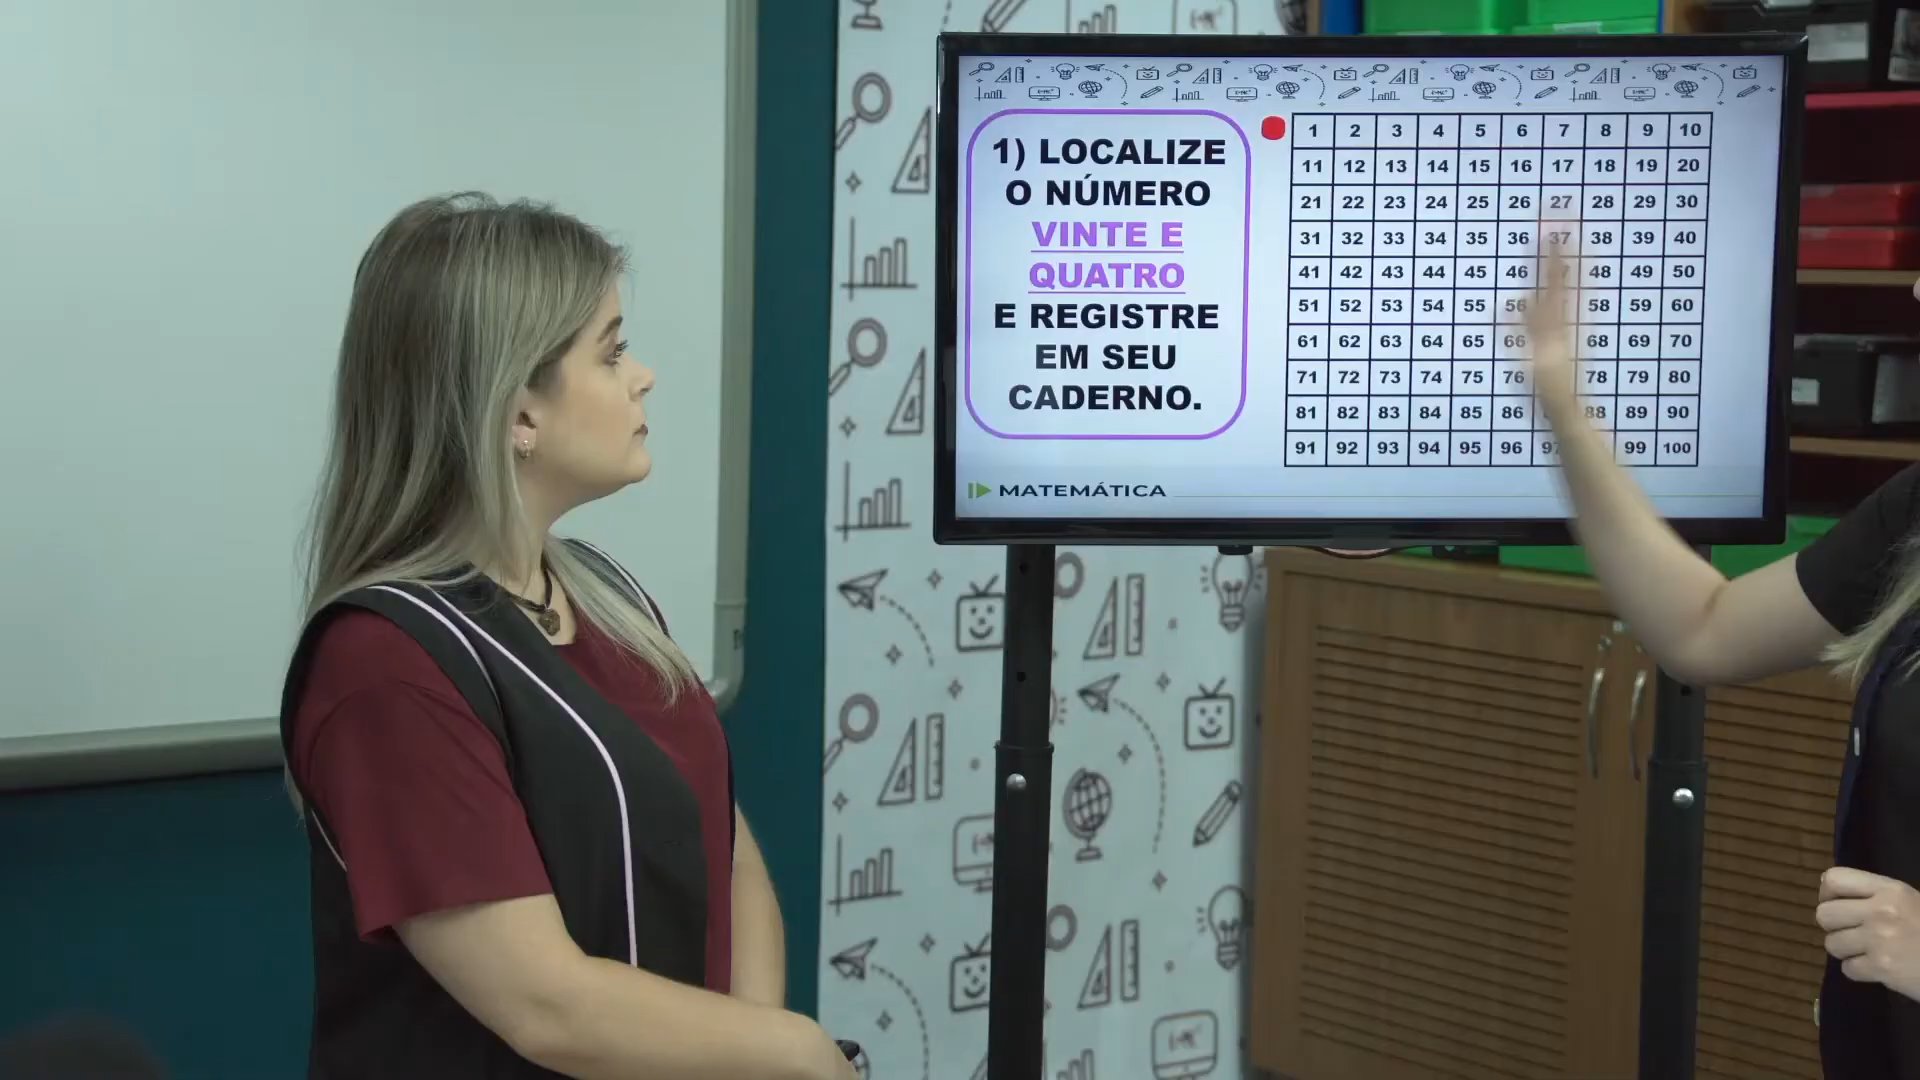 1) LOCALIZE
O NÚMERO
VINTE E
QUATRO
E REGISTRE
EM SEU
CADERNO.
1 2 3 4 5 6 7 8 9 10
11 12 13 14 15 16 17 18 19 20
21 22 23 24 25 26 27 28 29 30
31 32 33 34 35 36 37 38 39 40
41 42 43 44 45 46 48 49 50
51 52 53 54 55 56 58 59 60
61 62 63 64 65 66 68 69 70
71 72 73 74 75 76 78 79 80
81 82 83 84 85 86 88 89 90
91 92 93 94 95 96 97 99 100
MATEMÁTICA